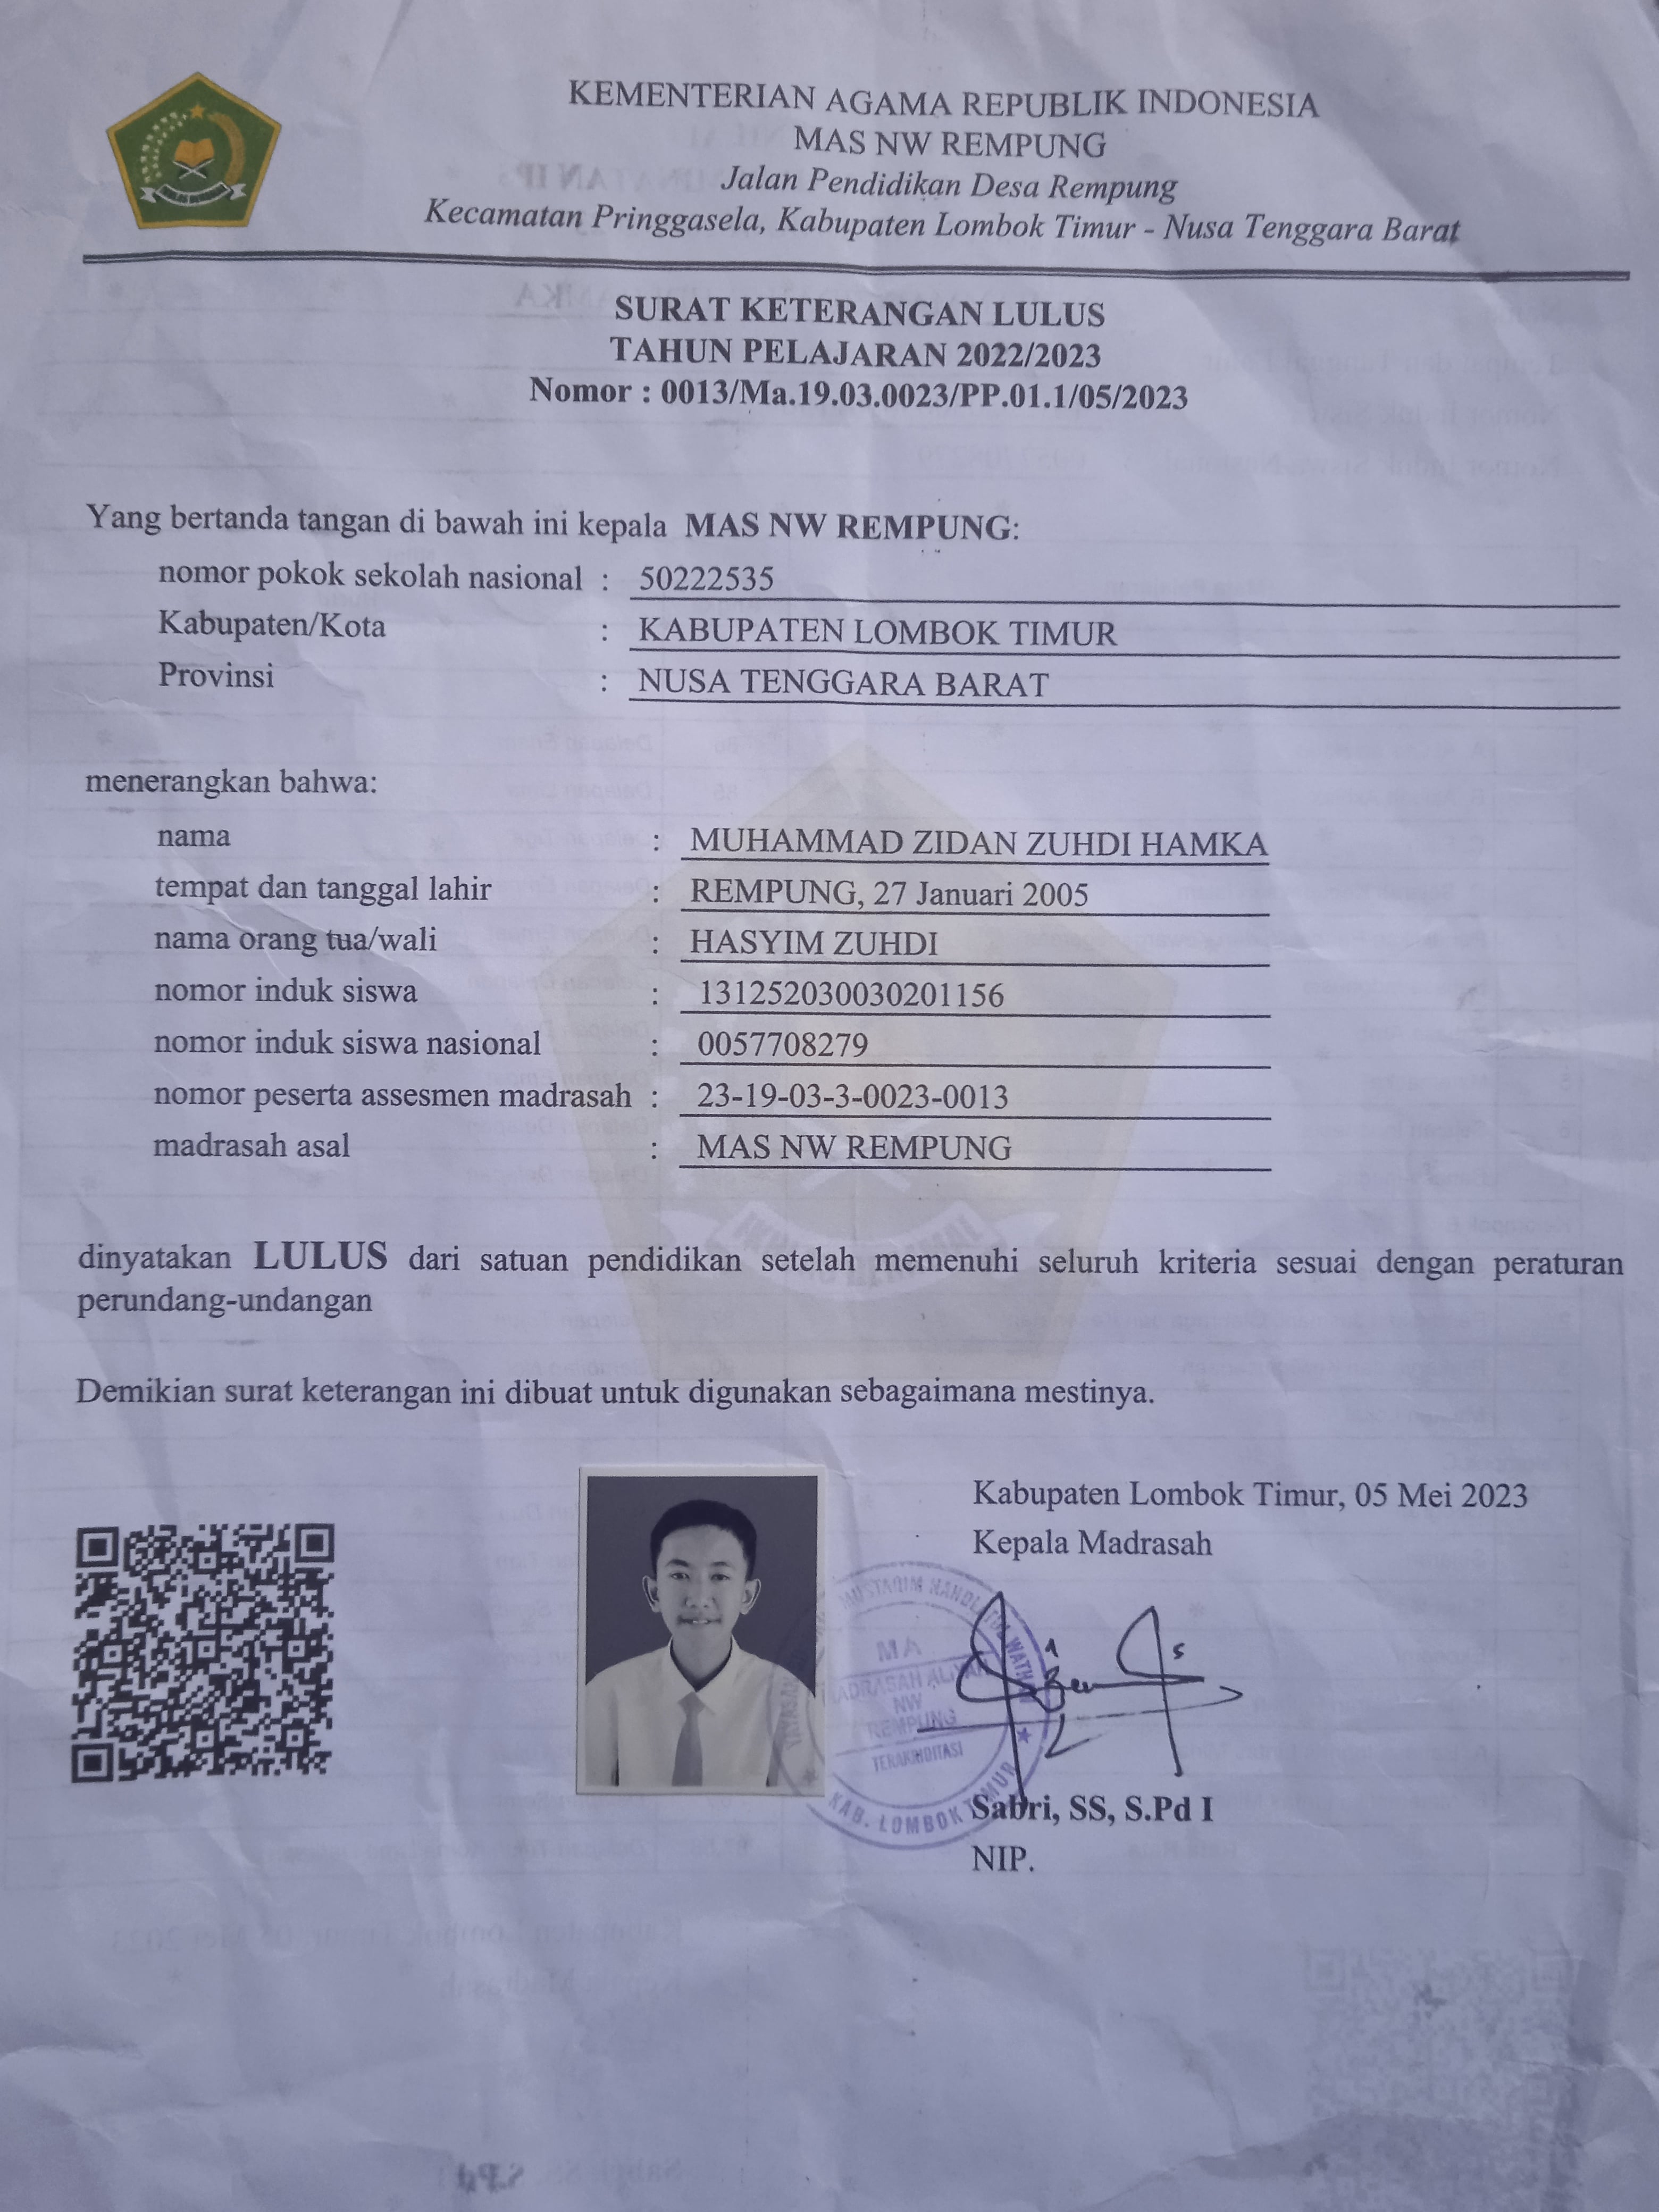 KEMENTERIAN AGAMA REPUBLIK INDONESIA
MAS NW REMPUNG
Jalan Pendidikan Desa Rempung
Kecamatan Pringgasela, Kabupaten Lombok Timur - Nusa Tenggara Barat
SURAT KETERANGAN LULUS
TAHUN PELAJARAN 2022/2023
Nomor : 0013/Ma.19.03.0023/PP.01.1/05/2023
Yang bertanda tangan di bawah ini kepala MAS NW REMPUNG:
nomor pokok sekolah nasional : 50222535
Kabupaten/Kota : KABUPATEN LOMBOK TIMUR
Provinsi : NUSA TENGGARA BARAT
menerangkan bahwa:
nama : MUHAMMAD ZIDAN ZUHDI HAMKA
tempat dan tanggal lahir : REMPUNG, 27 Januari 2005
nama orang tua/wali : HASYIM ZUHDI
nomor induk siswa : 131252030030201156
nomor induk siswa nasional : 0057708279
nomor peserta assesmen madrasah : 23-19-03-3-0023-0013
madrasah asal : MAS NW REMPUNG
dinyatakan LULUS dari satuan pendidikan setelah memenuhi seluruh kriteria sesuai dengan peraturan
perundang-undangan
Demikian surat keterangan ini dibuat untuk digunakan sebagaimana mestinya.
Kabupaten Lombok Timur, 05 Mei 2023
Kepala Madrasah
MA
MADRASAH ALIYAH
NW
REMPUNG
TERAKRIDITASI
KAB. LOMBOK TIMUR
Sabri, SS, S.Pd I
NIP.